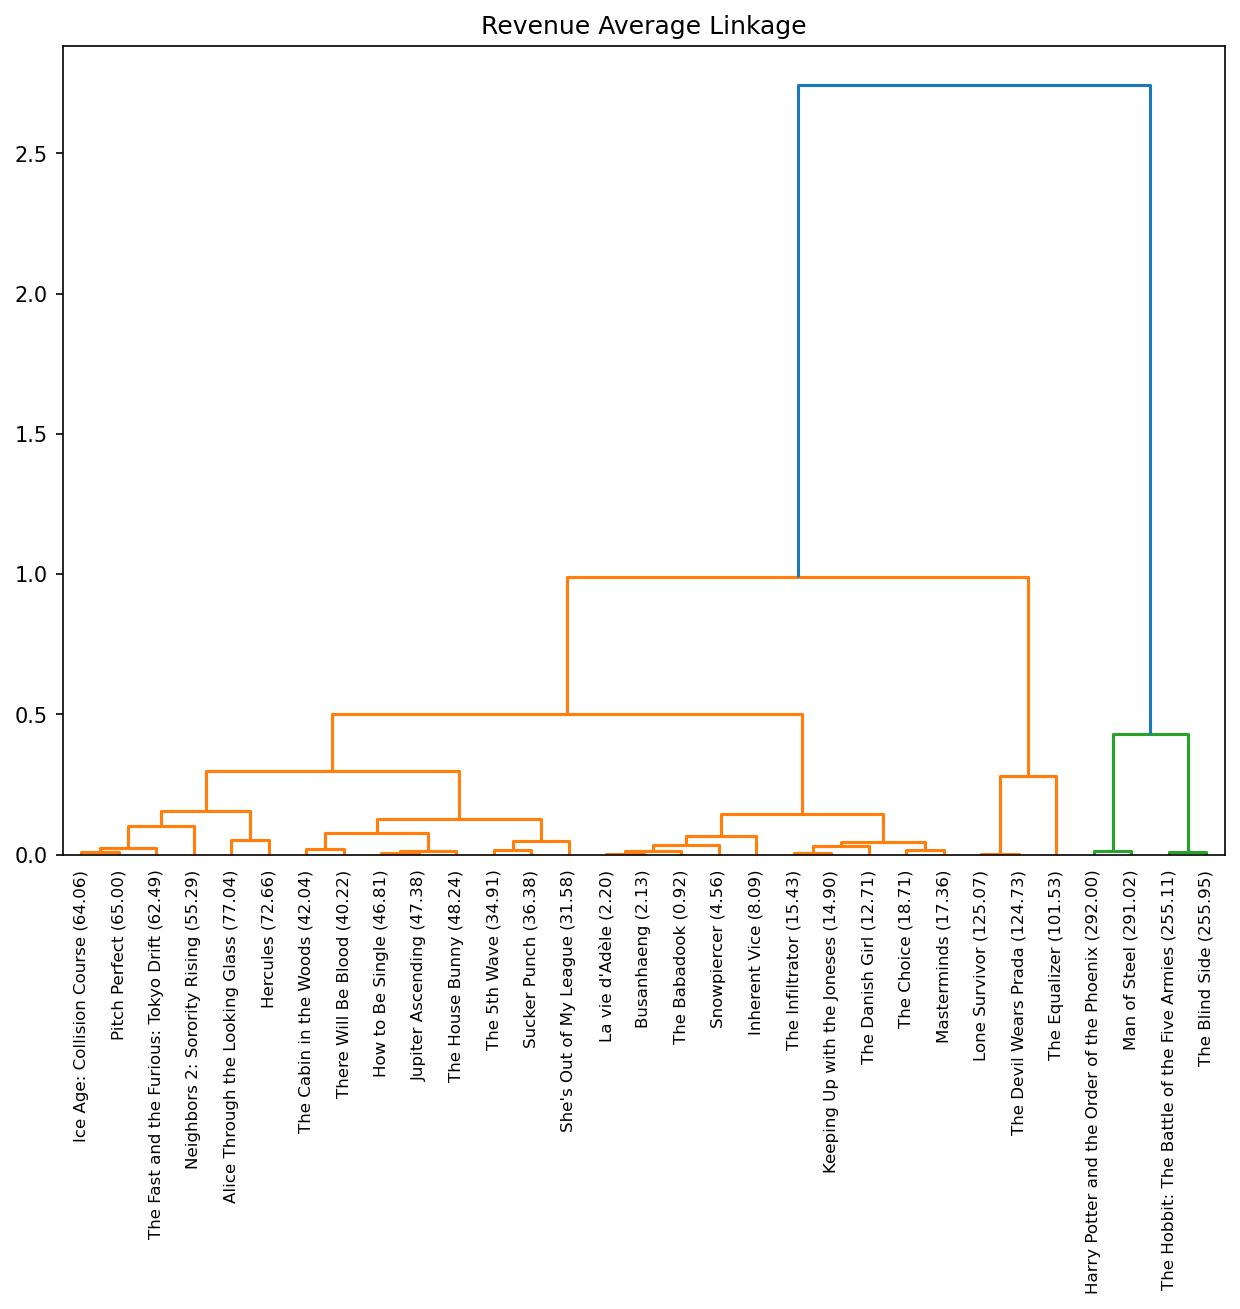 Revenue Average Linkage
2.5
2.0
1.5
1.0
0.5
0.0
Ice Age: Collision Course (64.06)
Pitch Perfect (65.00)
The Fast and the Furious: Tokyo Drift (62.49)
Neighbors 2: Sorority Rising (55.29)
Alice Through the Looking Glass (77.04)
Hercules (72.66)
The Cabin in the Woods (42.04)
There Will Be Blood (40.22)
How to Be Single (46.81)
Jupiter Ascending (47.38)
The House Bunny (48.24)
The 5th Wave (34.91)
Sucker Punch (36.38)
She's Out of My League (31.58)
La vie d'Adèle (2.20)
Busanhaeng (2.13)
The Babadook (0.92)
Snowpiercer (4.56)
Inherent Vice (8.09)
The Infiltrator (15.43)
Keeping Up with the Joneses (14.90)
The Danish Girl (12.71)
The Choice (18.71)
Masterminds (17.36)
Lone Survivor (125.07)
The Devil Wears Prada (124.73)
The Equalizer (101.53)
Harry Potter and the Order of the Phoenix (292.00)
Man of Steel (291.02)
The Hobbit: The Battle of the Five Armies (255.11)
The Blind Side (255.95)